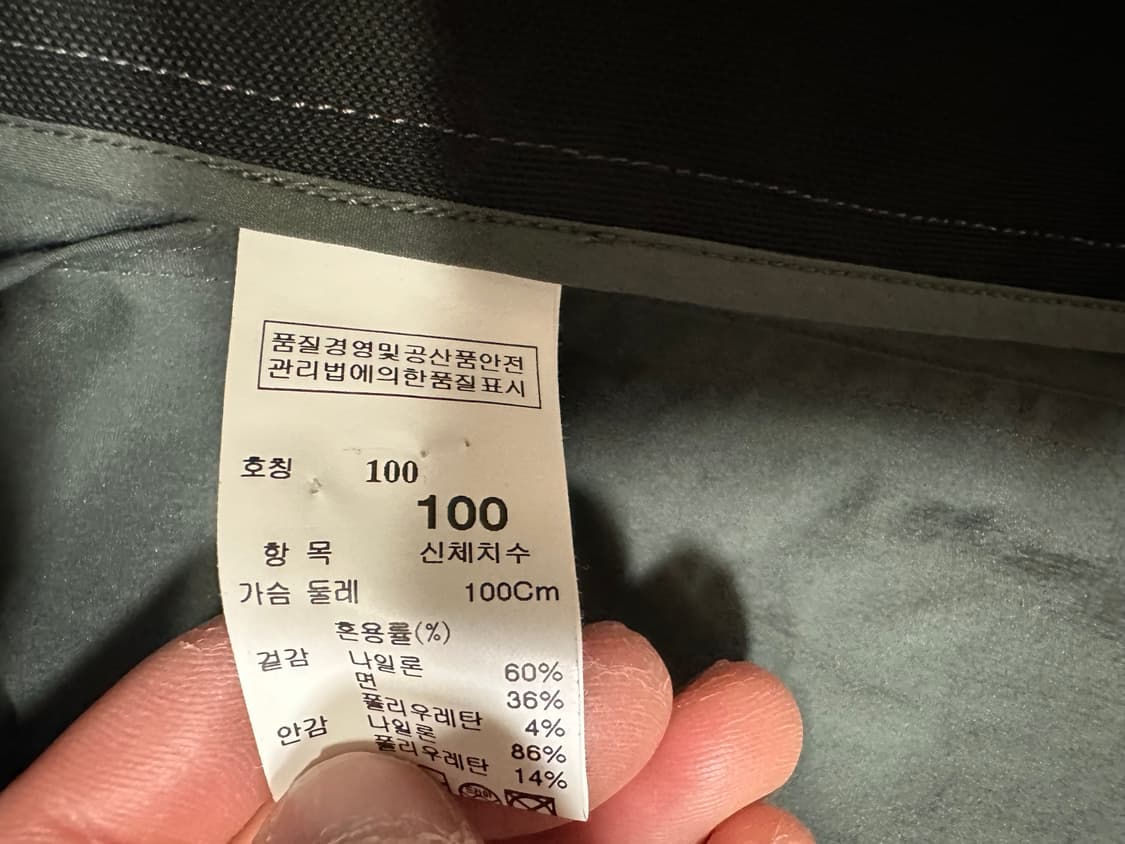 품질경영및공산품안전
관리법에의한품질표시
호칭 100
100
항 목 신체치수
가슴 둘레 100Cm
혼용률(%)
겉감 나일론 60%
면 36%
폴리우레탄 4%
안감 나일론 86%
폴리우레탄 14%